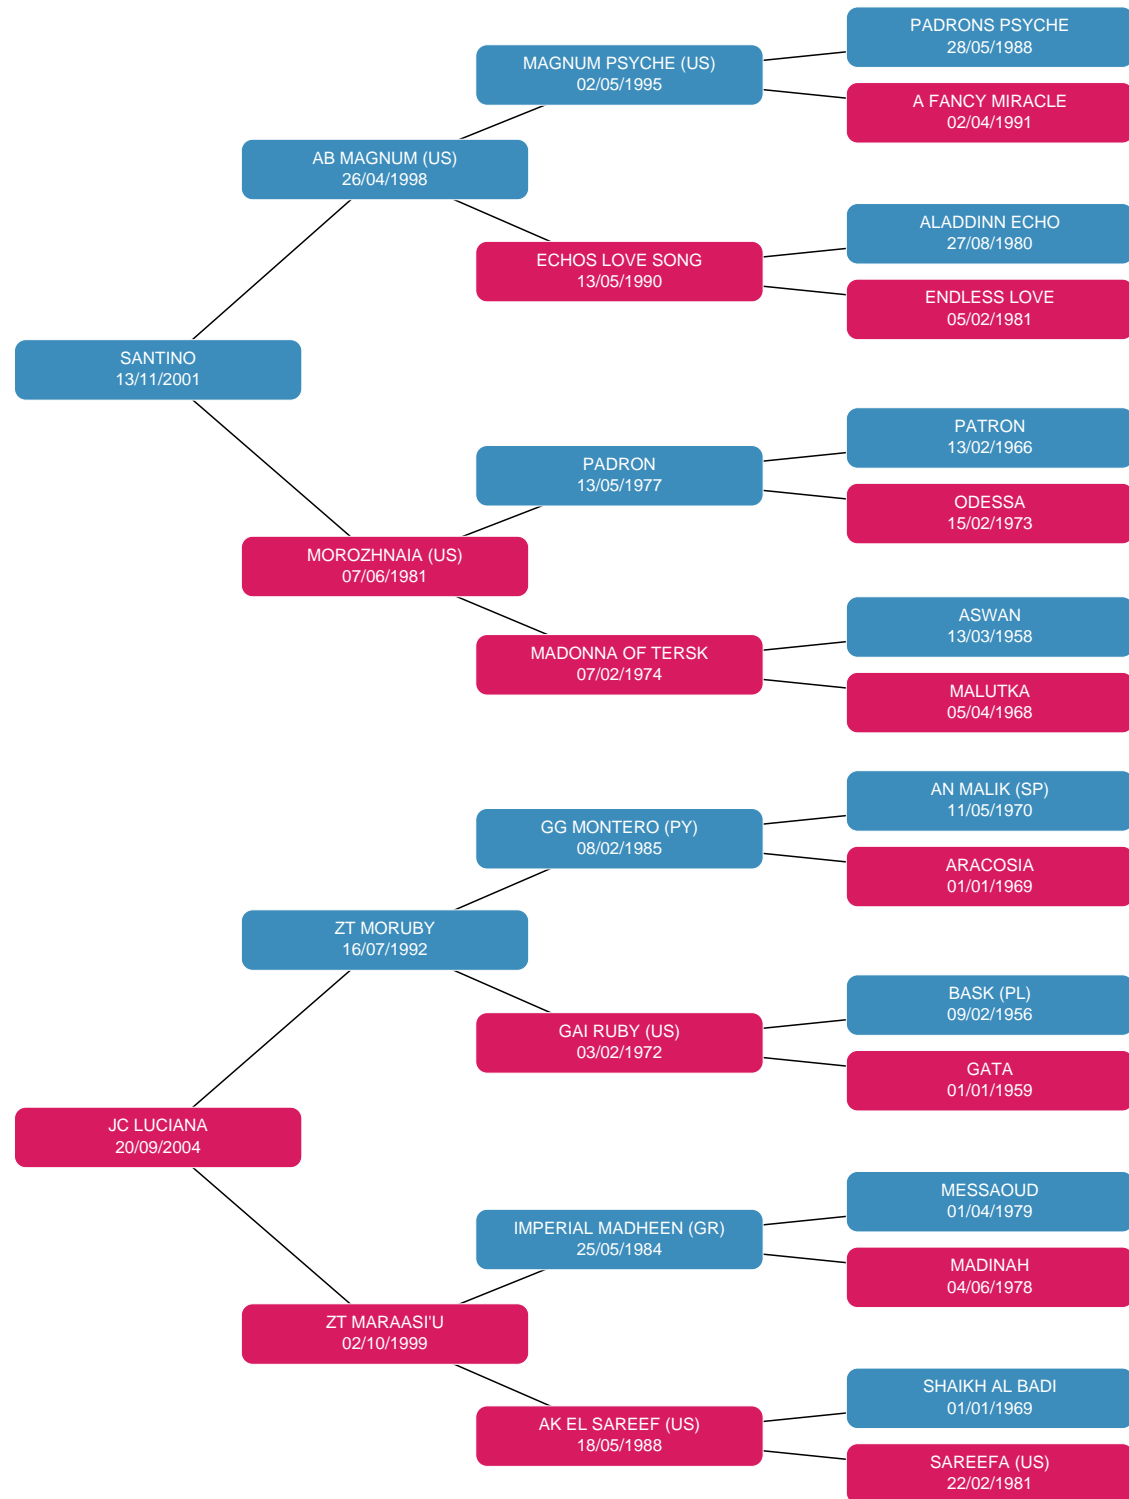 PADRONS PSYCHE
28/05/1988
MAGNUM PSYCHE (US)
02/05/1995
A FANCY MIRACLE
02/04/1991
AB MAGNUM (US)
26/04/1998
ALADDINN ECHO
27/08/1980
ECHOS LOVE SONG
13/05/1990
ENDLESS LOVE
05/02/1981
SANTINO
13/11/2001
PATRON
13/02/1966
PADRON
13/05/1977
ODESSA
15/02/1973
MOROZHNAIA (US)
07/06/1981
ASWAN
13/03/1958
MADONNA OF TERSK
07/02/1974
MALUTKA
05/04/1968
AN MALIK (SP)
11/05/1970
GG MONTERO (PY)
08/02/1985
ARACOSIA
01/01/1969
ZT MORUBY
16/07/1992
BASK (PL)
09/02/1956
GAI RUBY (US)
03/02/1972
GATA
01/01/1959
JC LUCIANA
20/09/2004
MESSAOUD
01/04/1979
IMPERIAL MADHEEN (GR)
25/05/1984
MADINAH
04/06/1978
ZT MARAASI'U
02/10/1999
SHAIKH AL BADI
01/01/1969
AK EL SAREEF (US)
18/05/1988
SAREEFA (US)
22/02/1981